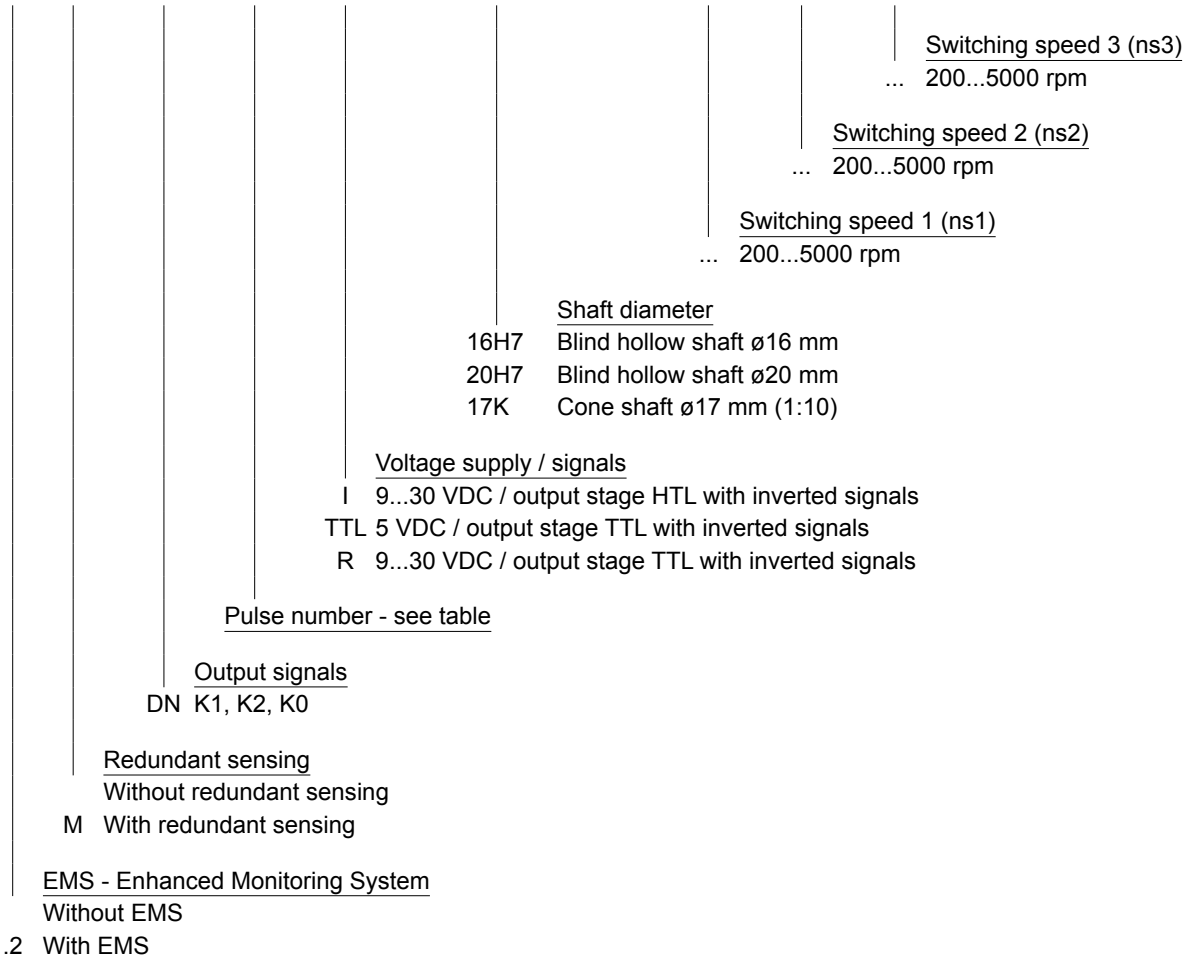 Switching speed 3 (ns3)
... 200...5000 rpm
Switching speed 2 (ns2)
... 200...5000 rpm
Switching speed 1 (ns1)
... 200...5000 rpm
Shaft diameter
16H7 Blind hollow shaft ø16 mm
20H7 Blind hollow shaft ø20 mm
17K Cone shaft ø17 mm (1:10)
Voltage supply / signals
I 9...30 VDC / output stage HTL with inverted signals
TTL 5 VDC / output stage TTL with inverted signals
R 9...30 VDC / output stage TTL with inverted signals
Pulse number - see table
Output signals
DN K1, K2, K0
Redundant sensing
Without redundant sensing
M With redundant sensing
EMS - Enhanced Monitoring System
Without EMS
.2 With EMS